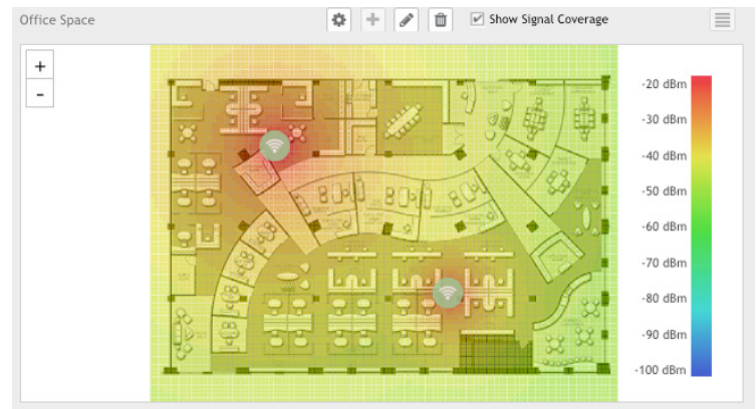 Office Space
Show Signal Coverage
+
-
-20 dBm
-30 dBm
-40 dBm
-50 dBm
-60 dBm
-70 dBm
-80 dBm
-90 dBm
-100 dBm